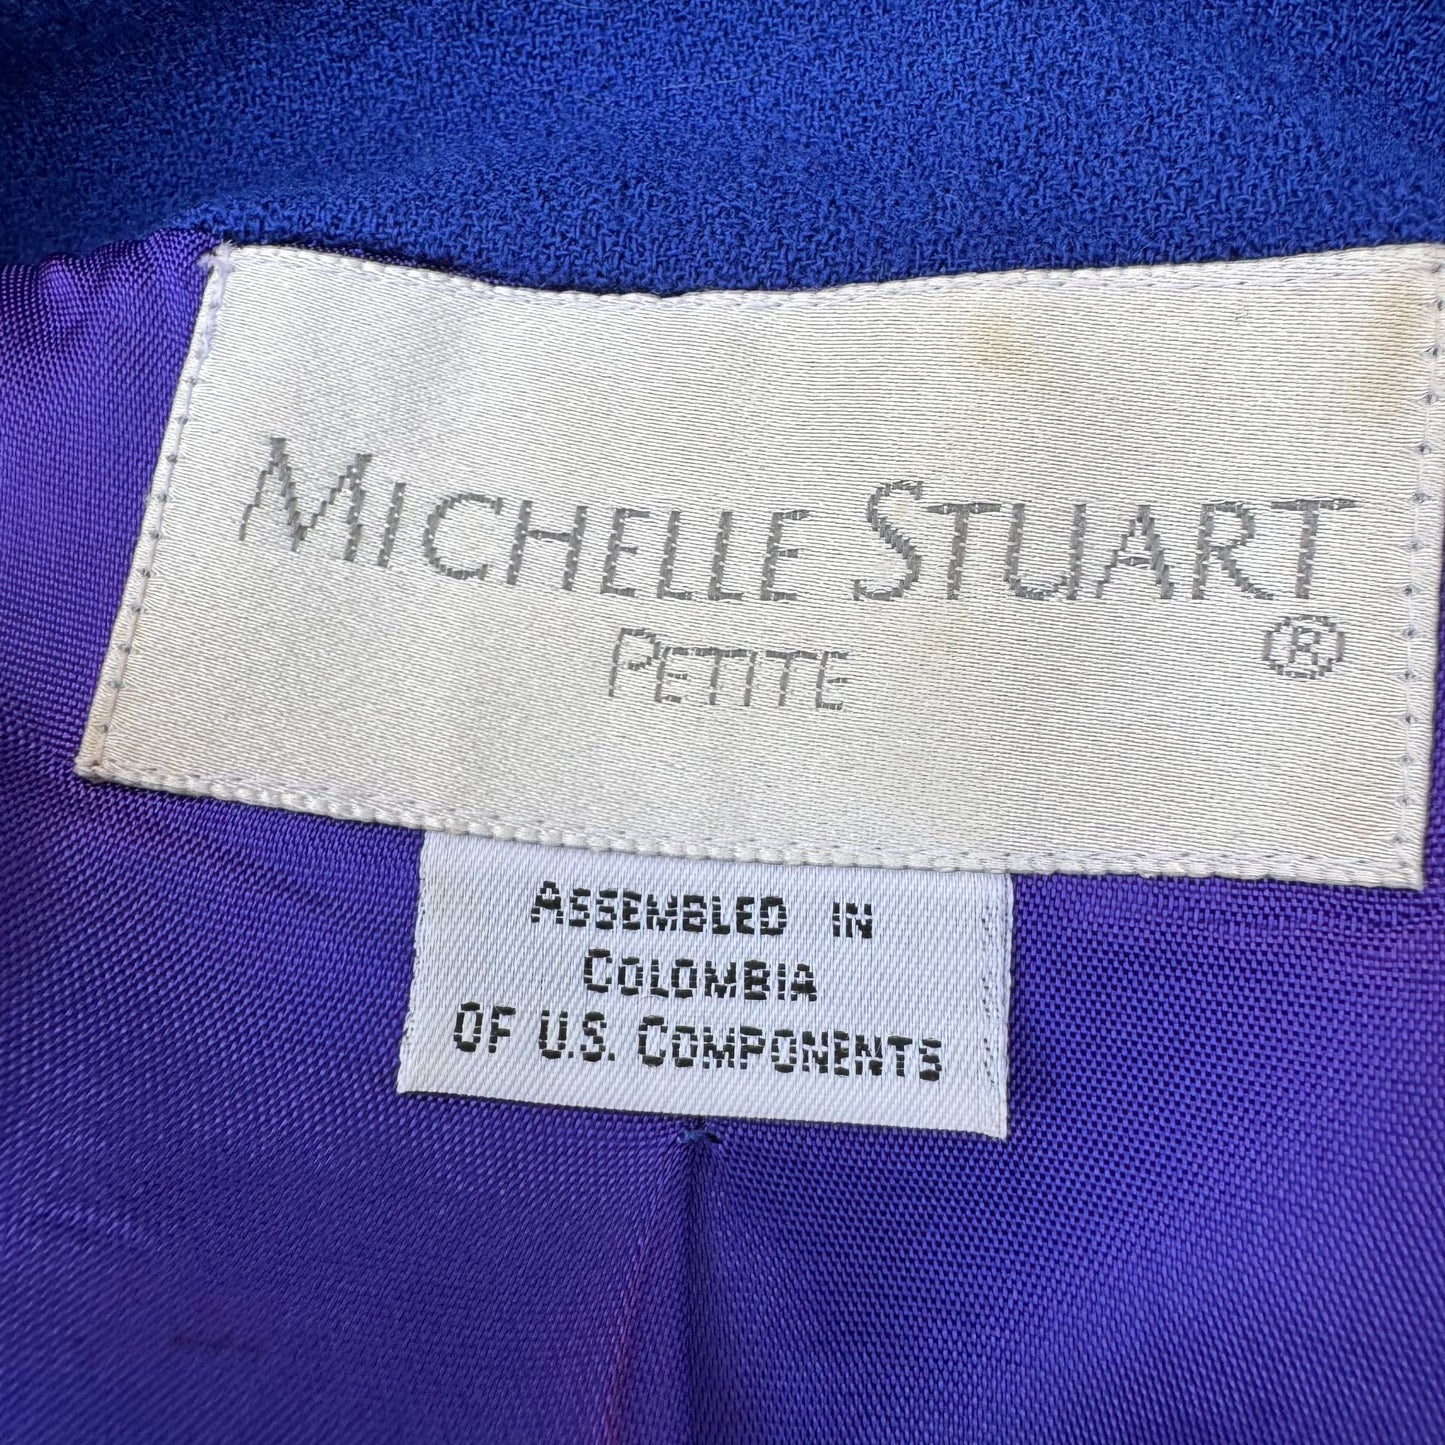 MICHELLE STUART
PETITE ®
ASSEMBLED IN
COLOMBIA
OF U.S. COMPONENTS